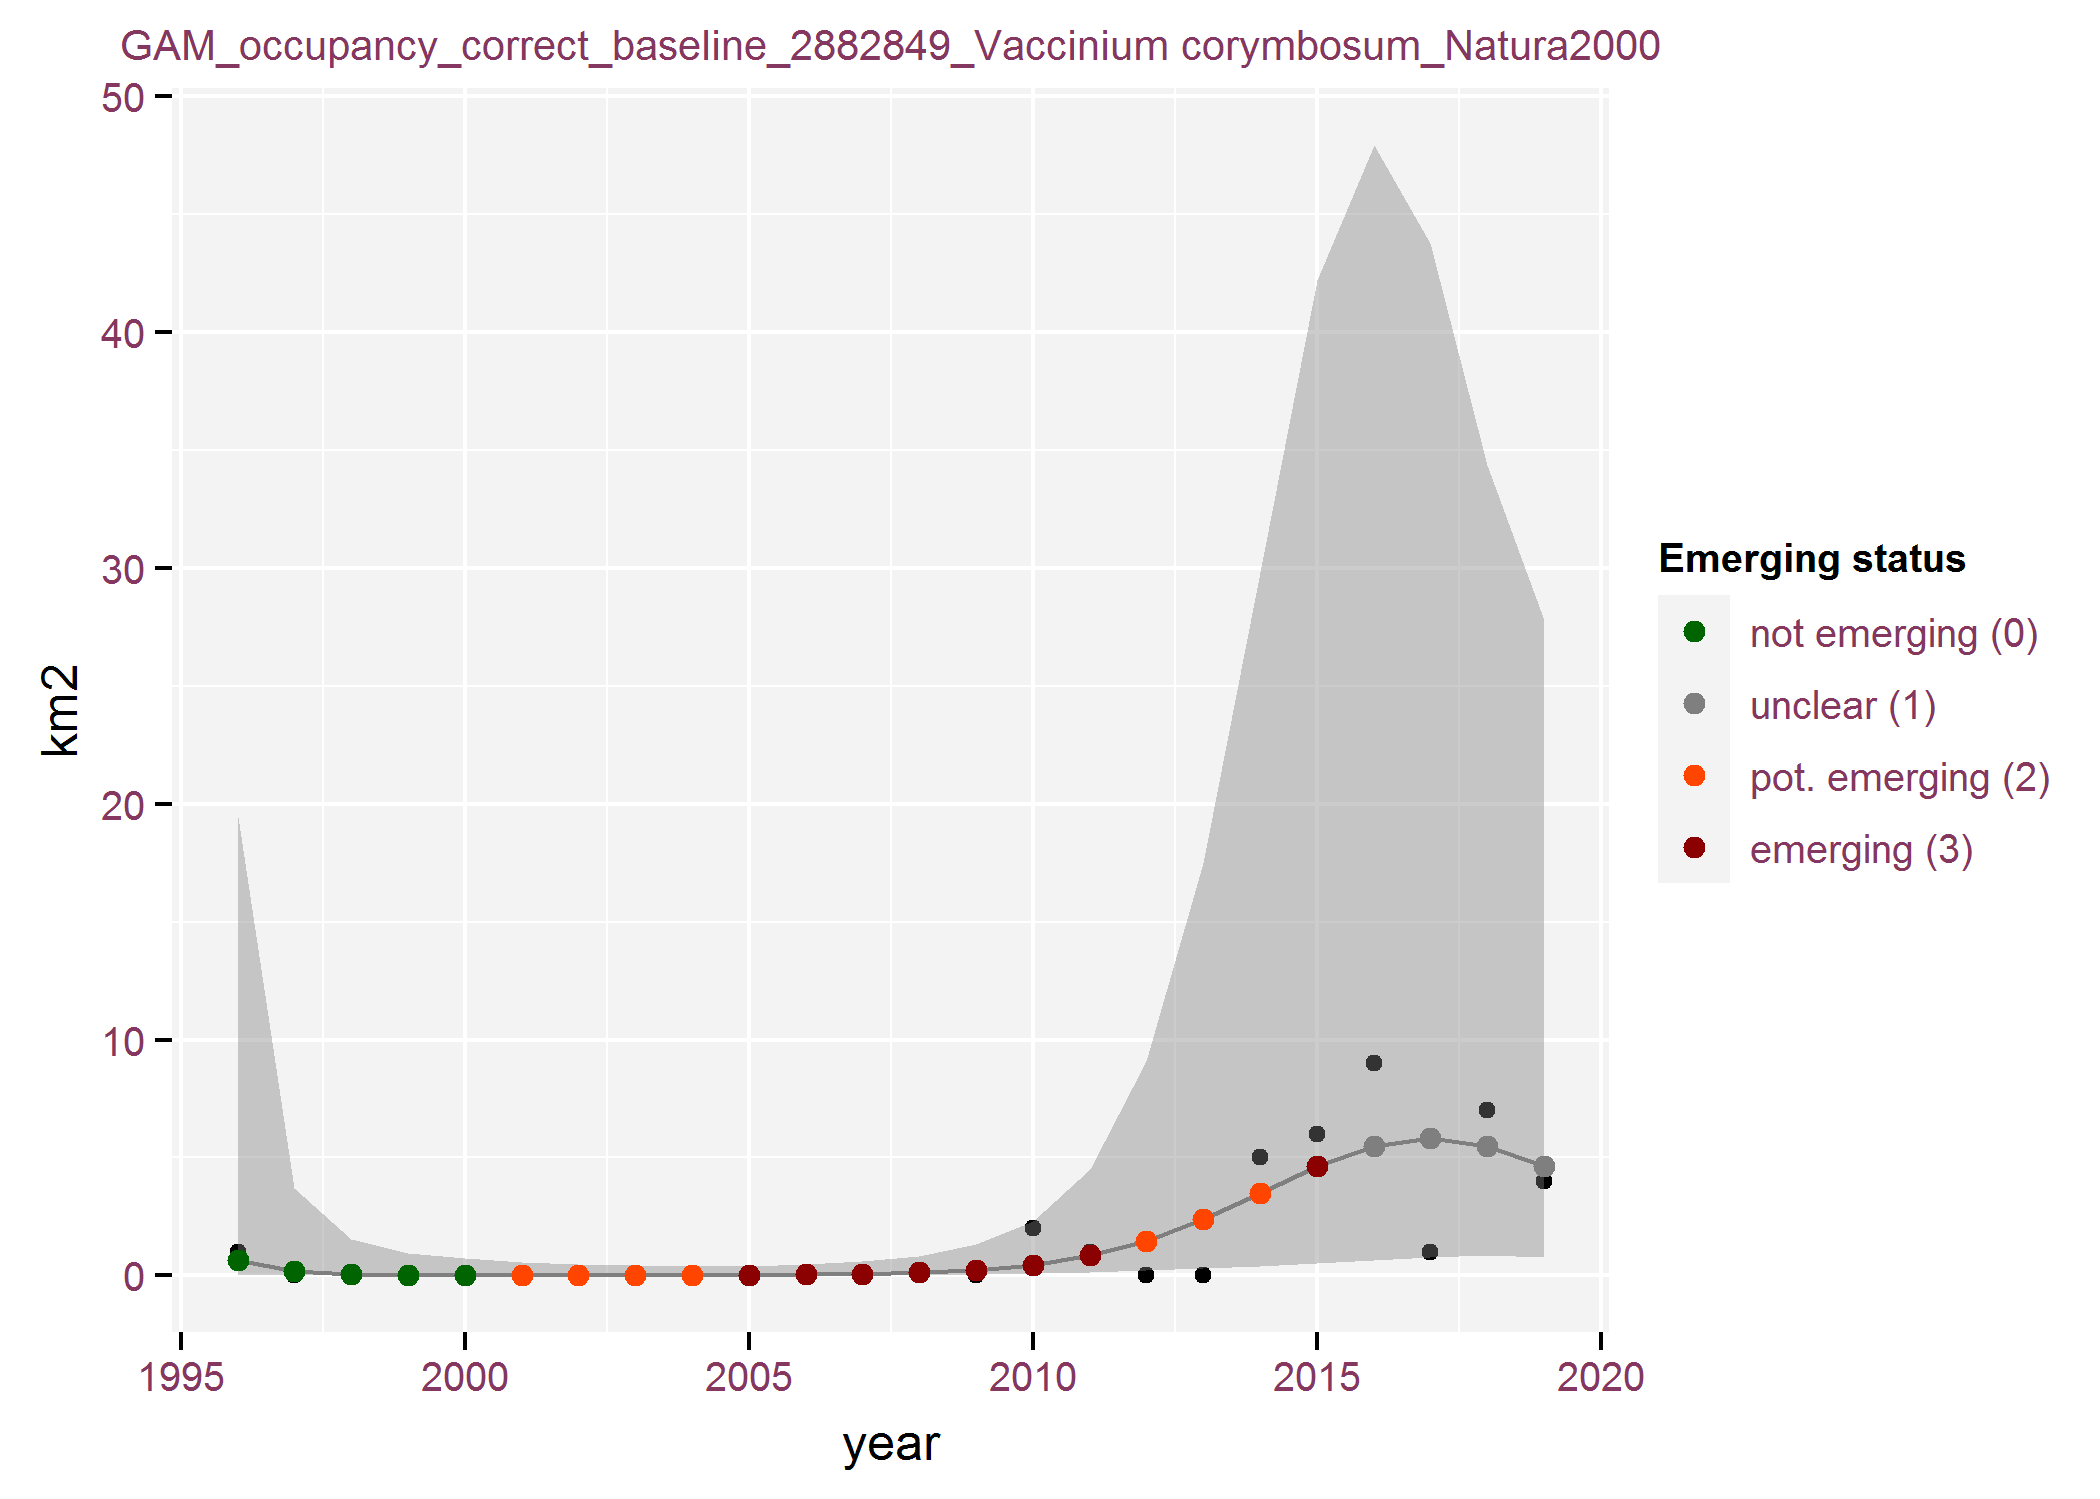 GAM_occupancy_correct_baseline_2882849_Vaccinium corymbosum_Natura2000
50
40
30
20
10
0
km2
1995 2000 2005 2010 2015 2020
year
Emerging status
not emerging (0)
unclear (1)
pot. emerging (2)
emerging (3)